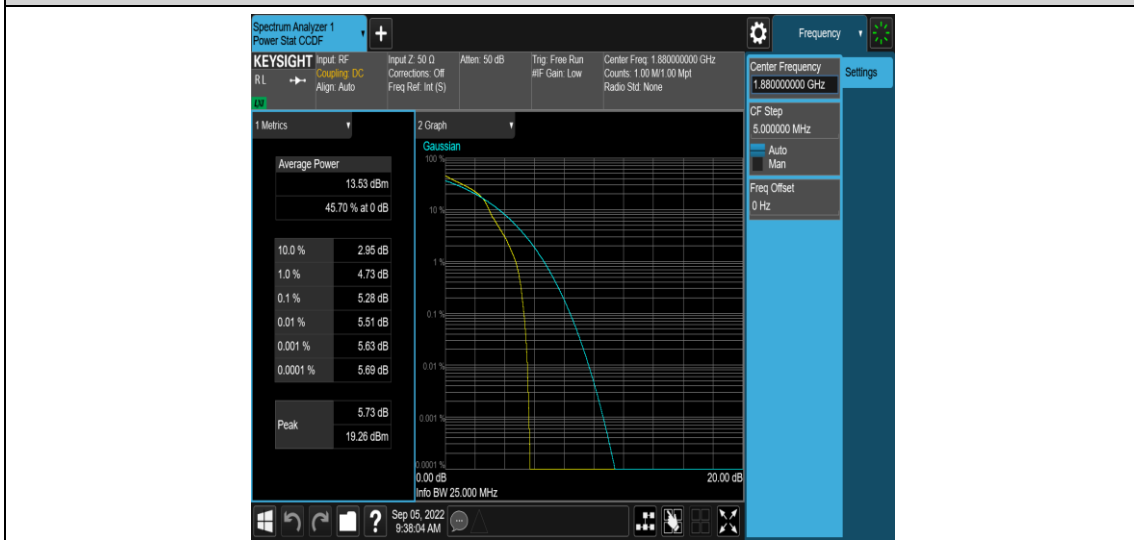 Spectrum Analyzer 1
Power Stat CCDF
+
Frequency
KEYSIGHT
RL
LXI
Input: RF
Coupling: DC
Align: Auto
Input Z: 50 Ω
Corrections: Off
Freq Ref: Int (S)
Atten: 50 dB
Trig: Free Run
#IF Gain: Low
Center Freq: 1.880000000 GHz
Counts: 1.00 M/1.00 Mpt
Radio Std: None
Center Frequency
1.880000000 GHz
Settings
CF Step
5.000000 MHz
Auto
Man
Freq Offset
0 Hz
1 Metrics
Average Power
13.53 dBm
45.70 % at 0 dB
10.0 % 2.95 dB
1.0 % 4.73 dB
0.1 % 5.28 dB
0.01 % 5.51 dB
0.001 % 5.63 dB
0.0001 % 5.69 dB
Peak
5.73 dB
19.26 dBm
2 Graph
Gaussian
100 %
10 %
1 %
0.1 %
0.01 %
0.001 %
0.0001 %
0.00 dB 20.00 dB
Info BW 25.000 MHz
?
Sep 05, 2022
9:38:04 AM